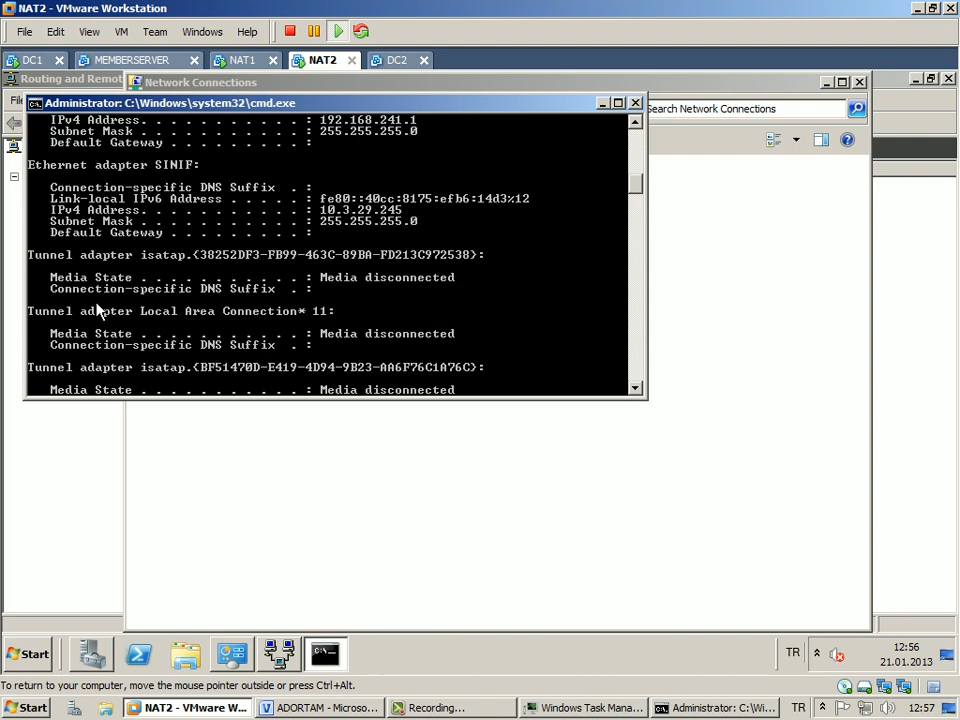 NAT2 - VMware Workstation
File Edit View VM Team Windows Help
DC1 MEMBERSERVER NAT1 NAT2 DC2
Routing and Remot
Network Connections
Administrator: C:\Windows\system32\cmd.exe
Search Network Connections
IPv4 Address. . . . . . . . . . . : 192.168.241.1
Subnet Mask . . . . . . . . . . . : 255.255.255.0
Default Gateway . . . . . . . . . :
Ethernet adapter SINIF:
Connection-specific DNS Suffix . :
Link-local IPv6 Address . . . . . : fe80::40cc:8175:efb6:14d3%12
IPv4 Address. . . . . . . . . . . : 10.3.29.245
Subnet Mask . . . . . . . . . . . : 255.255.255.0
Default Gateway . . . . . . . . . :
Tunnel adapter isatap.{38252DF3-FB99-463C-89BA-FD213C972538}:
Media State . . . . . . . . . . . : Media disconnected
Connection-specific DNS Suffix . :
Tunnel adapter Local Area Connection* 11:
Media State . . . . . . . . . . . : Media disconnected
Connection-specific DNS Suffix . :
Tunnel adapter isatap.{BF51470D-E419-4D94-9B23-AA6F76C1A76C}:
Media State . . . . . . . . . . . : Media disconnected
Start TR 12:56
21.01.2013
To return to your computer, move the mouse pointer outside or press Ctrl+Alt.
Start NAT2 - VMware W... ADORTAM - Microso... Recording... Windows Task Mana... Administrator: C:\Wi... TR 12:57